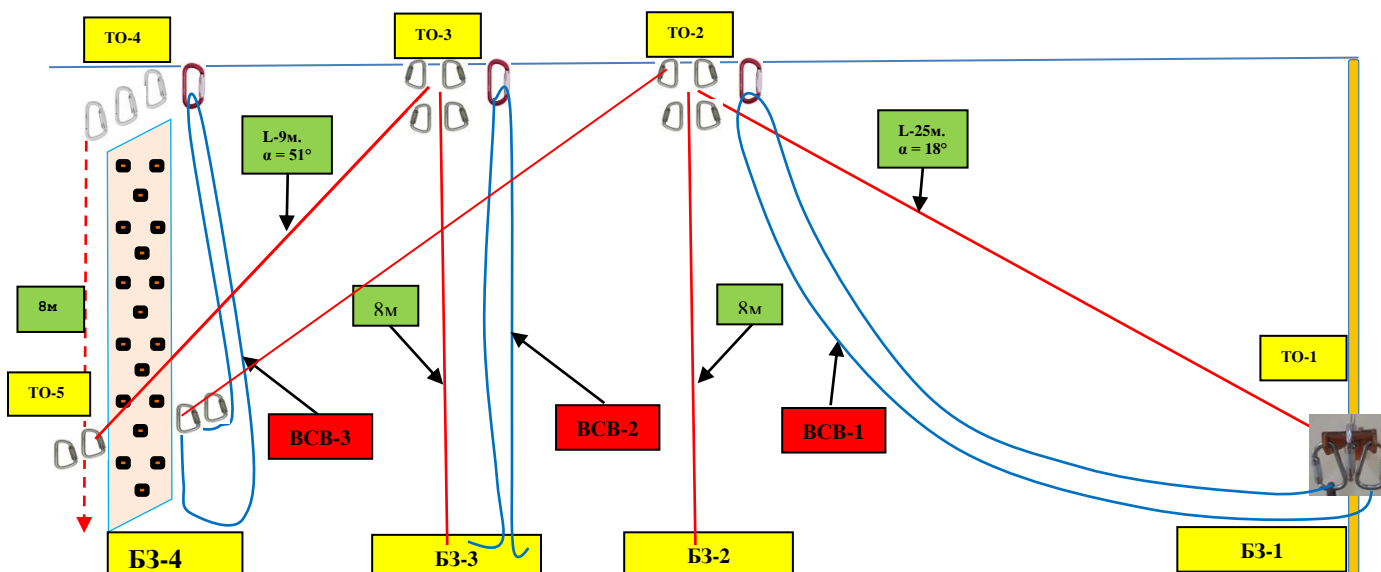 ТО-4
ТО-3
ТО-2
L-9м.
α = 51°
L-25м.
α = 18°
8м
8м
8м
ТО-1
ТО-5
ВСВ-3
ВСВ-2
ВСВ-1
БЗ-4
БЗ-3
БЗ-2
БЗ-1